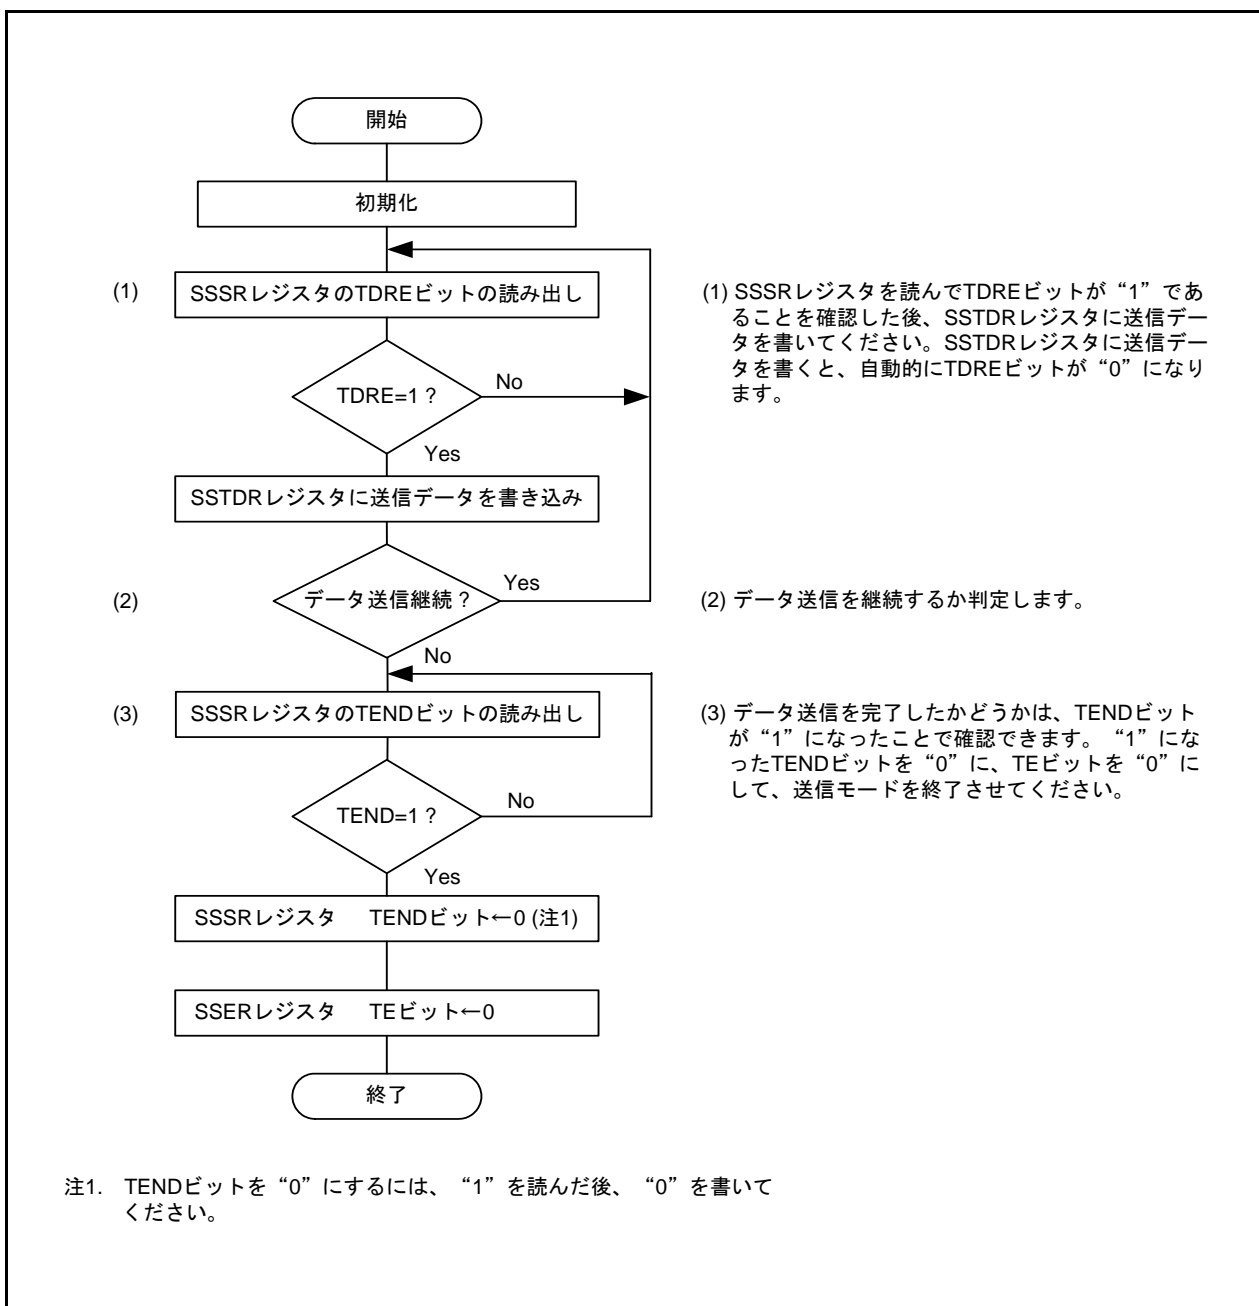 開始
初期化
(1)
SSSRレジスタのTDREビットの読み出し
(1) SSSRレジスタを読んでTDREビットが“1”であ
ることを確認した後、SSTDRレジスタに送信デー
タを書いてください。SSTDRレジスタに送信デー
タを書くと、自動的にTDREビットが“0”になり
ます。
TDRE=1 ?
No
Yes
SSTDRレジスタに送信データを書き込み
(2)
データ送信継続 ?
Yes
(2) データ送信を継続するか判定します。
No
(3)
SSSRレジスタのTENDビットの読み出し
(3) データ送信を完了したかどうかは、TENDビット
が“1”になったことで確認できます。“1”にな
ったTENDビットを“0”に、TEビットを“0”に
して、送信モードを終了させてください。
TEND=1 ?
No
Yes
SSSRレジスタ TENDビット←0 (注1)
SSERレジスタ TEビット←0
終了
注1. TENDビットを“0”にするには、“1”を読んだ後、“0”を書いて
ください。